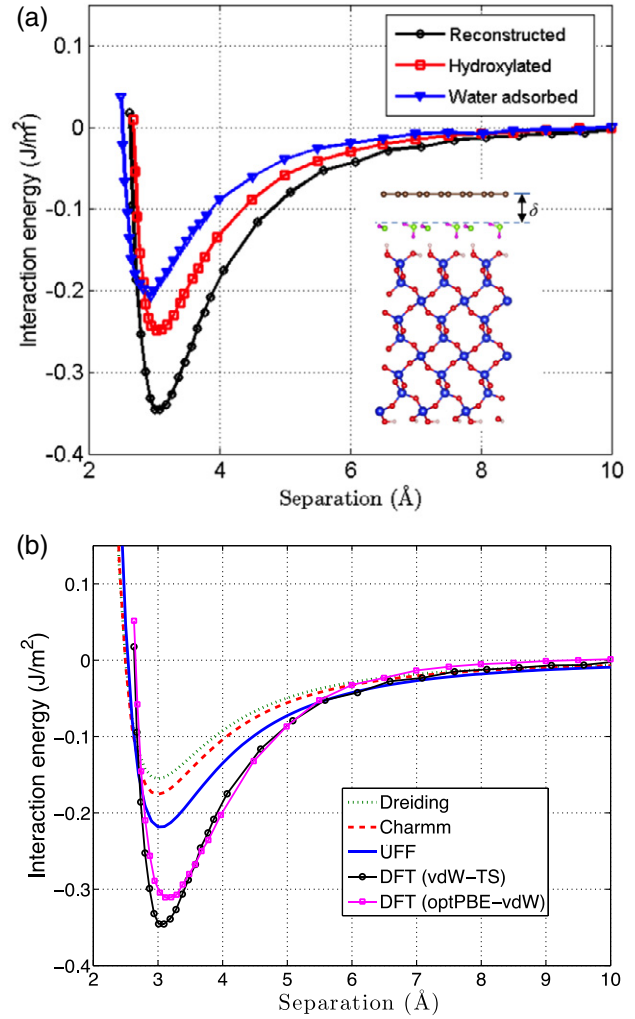 (a)
0.1
0
-0.1
-0.2
-0.3
-0.4
Interaction energy (J/m²)
Reconstructed
Hydroxylated
Water adsorbed
δ
2
4
6
8
10
Separation (Å)
(b)
0.1
0
−0.1
−0.2
−0.3
−0.4
Interaction energy (J/m²)
Dreiding
Charmm
UFF
DFT (vdW−TS)
DFT (optPBE−vdW)
2
3
4
5
6
7
8
9
10
Separation (Å)